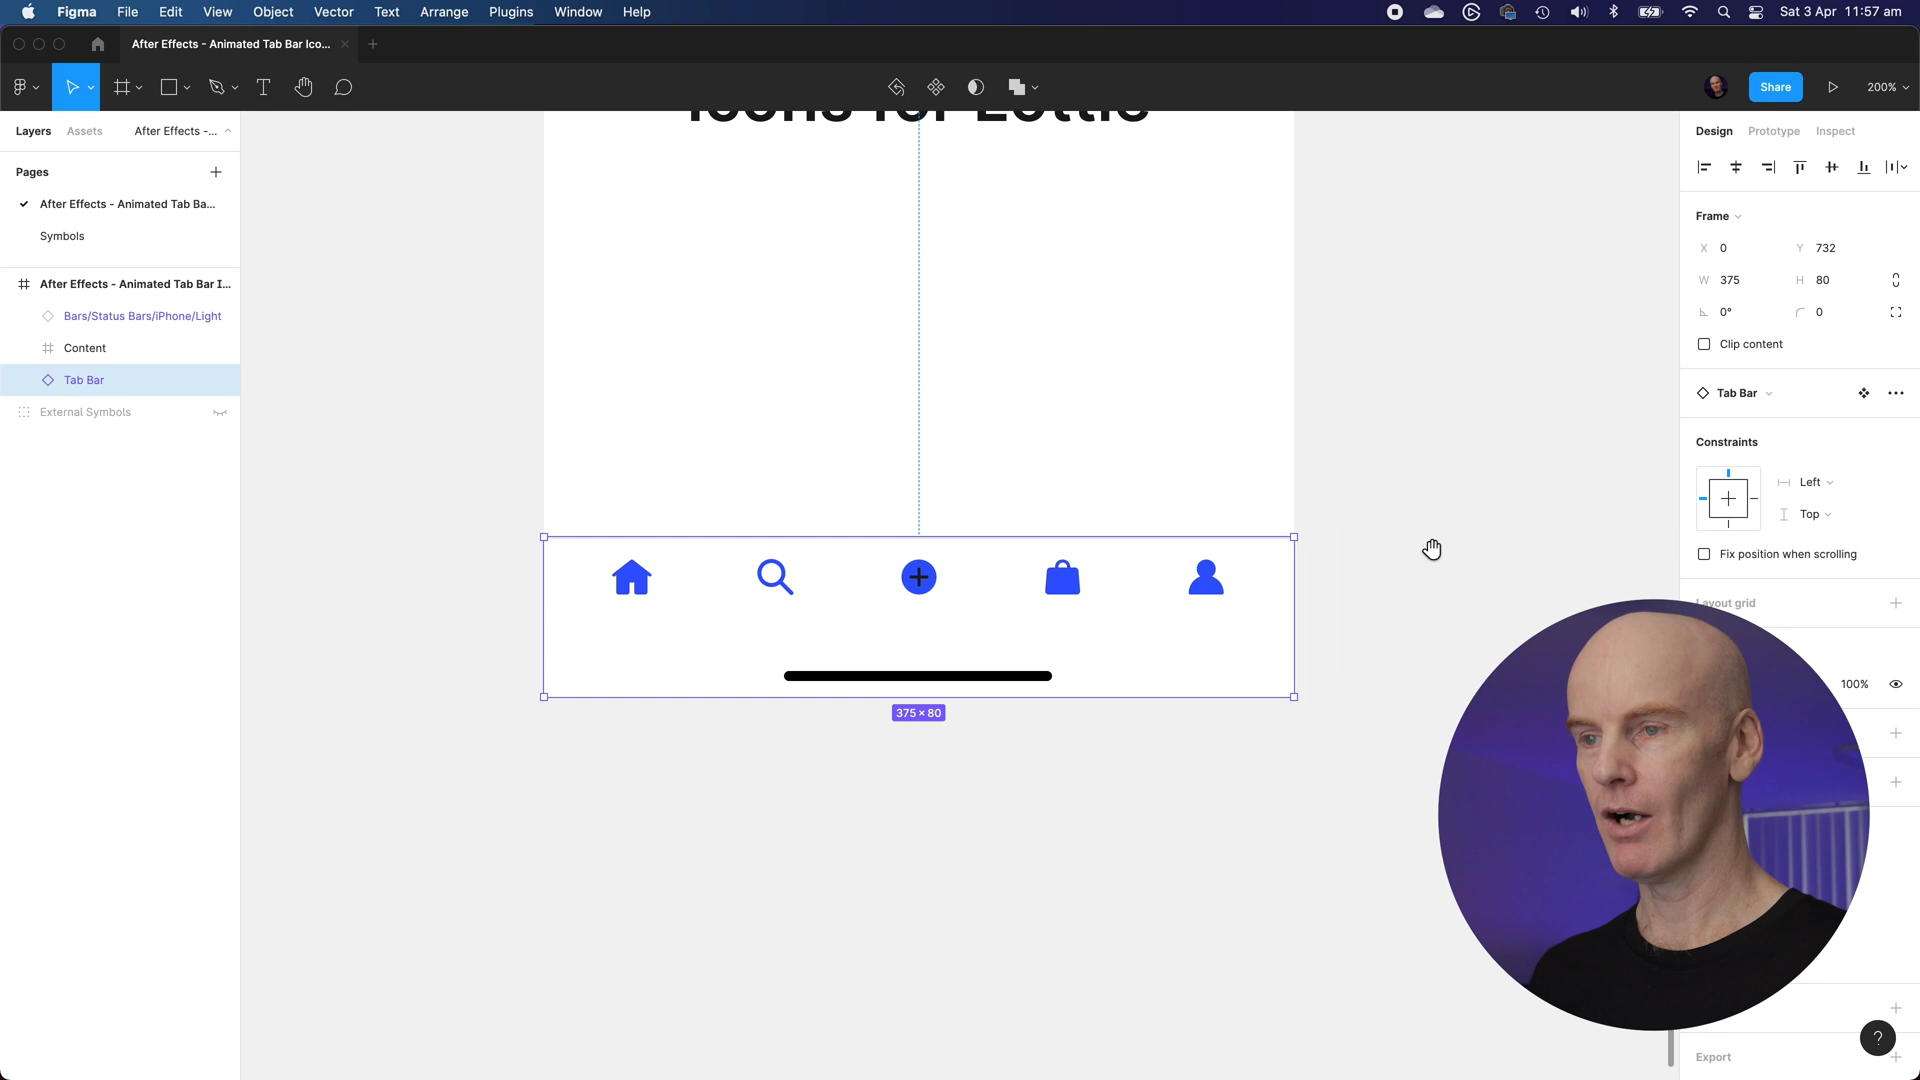 Figma File Edit View Object Vector Text Arrange Plugins Window Help
Sat 3 Apr 11:57 am
After Effects - Animated Tab Bar Ico...
Share
200%
Layers Assets After Effects -...
Pages
After Effects - Animated Tab Ba...
Symbols
After Effects - Animated Tab Bar I...
Bars/Status Bars/iPhone/Light
Content
Tab Bar
External Symbols
Icons for Lottie
375 × 80
Design Prototype Inspect
Frame
X 0 Y 732
W 375 H 80
0° 0
Clip content
Tab Bar
Constraints
Left
Top
Fix position when scrolling
Layout grid
100%
Export
?